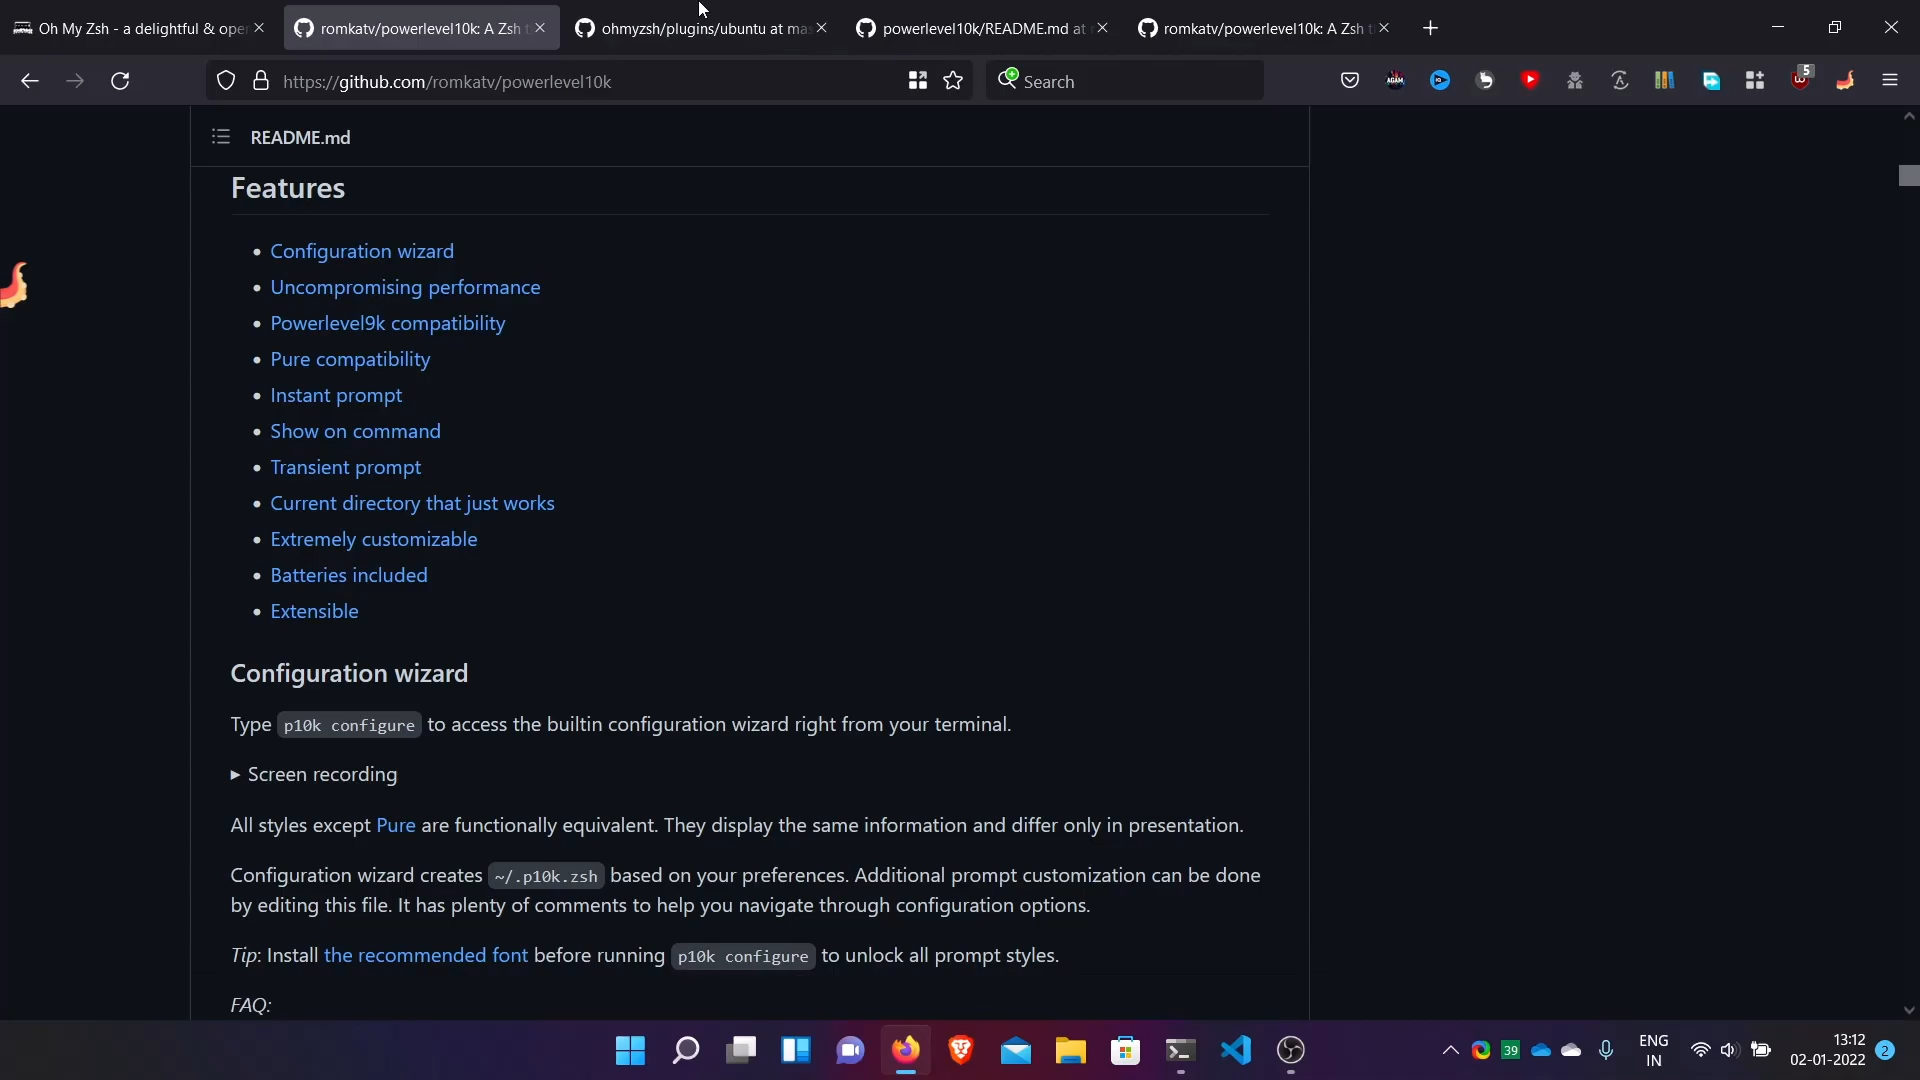 Oh My Zsh - a delightful & oper
romkatv/powerlevel10k: A Zsh t
ohmyzsh/plugins/ubuntu at mas
powerlevel10k/README.md at
romkatv/powerlevel10k: A Zsh t
https://github.com/romkatv/powerlevel10k
Search
5
README.md
Features
Configuration wizard
Uncompromising performance
Powerlevel9k compatibility
Pure compatibility
Instant prompt
Show on command
Transient prompt
Current directory that just works
Extremely customizable
Batteries included
Extensible
Configuration wizard
Type p10k configure to access the builtin configuration wizard right from your terminal.
Screen recording
All styles except Pure are functionally equivalent. They display the same information and differ only in presentation.
Configuration wizard creates ~/.p10k.zsh based on your preferences. Additional prompt customization can be done
by editing this file. It has plenty of comments to help you navigate through configuration options.
Tip: Install the recommended font before running p10k configure to unlock all prompt styles.
FAQ:
39
ENG
IN
13:12
02-01-2022
2